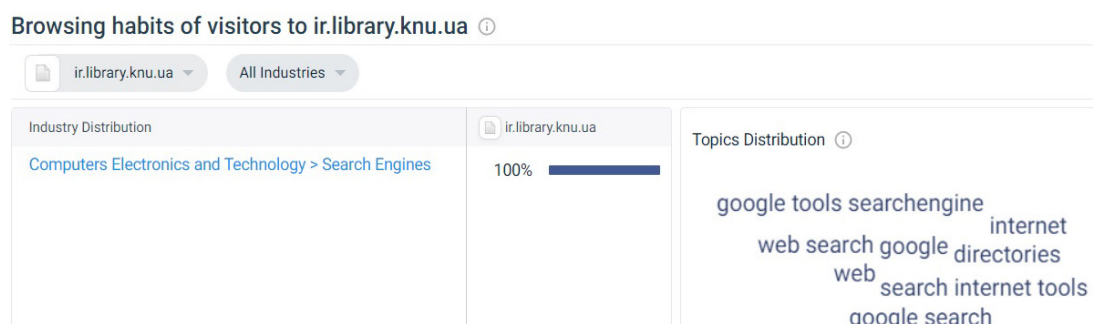 Browsing habits of visitors to ir.library.knu.ua
ir.library.knu.ua
All Industries
Industry Distribution
ir.library.knu.ua
Computers Electronics and Technology > Search Engines
100%
Topics Distribution
google tools searchengine
internet
web search google
directories
web
search internet tools
google search